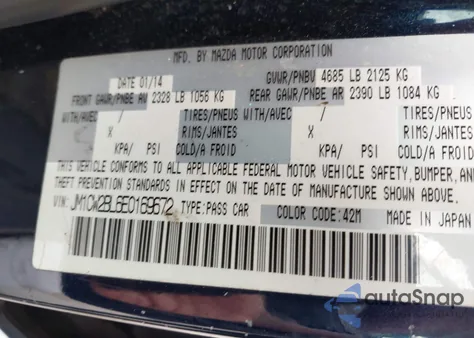 MFD. BY MAZDA MOTOR CORPORATION
DATE 01/14
GVWR/PNBV 4685 LB 2125 KG
FRONT GAWR/PNBE AV 2328 LB 1056 KG
REAR GAWR/PNBE AR 2390 LB 1084 KG
WITH/AVEC / TIRES/PNEUS WITH/AVEC / TIRES/PNEUS
X RIMS/JANTES X RIMS/JANTES
KPA/ PSI COLD/A FROID KPA/ PSI COLD/A FROID
THIS VEHICLE CONFORMS TO ALL APPLICABLE FEDERAL MOTOR VEHICLE SAFETY, BUMPER, AN
THEFT PREVENTION STANDARDS IN EFFECT ON THE DATE OF MANUFACTURE SHOWN ABOVE.
VIN: JM1CW2BL6E0169672 TYPE:PASS CAR COLOR CODE:42M MADE IN JAPAN
autoSnap